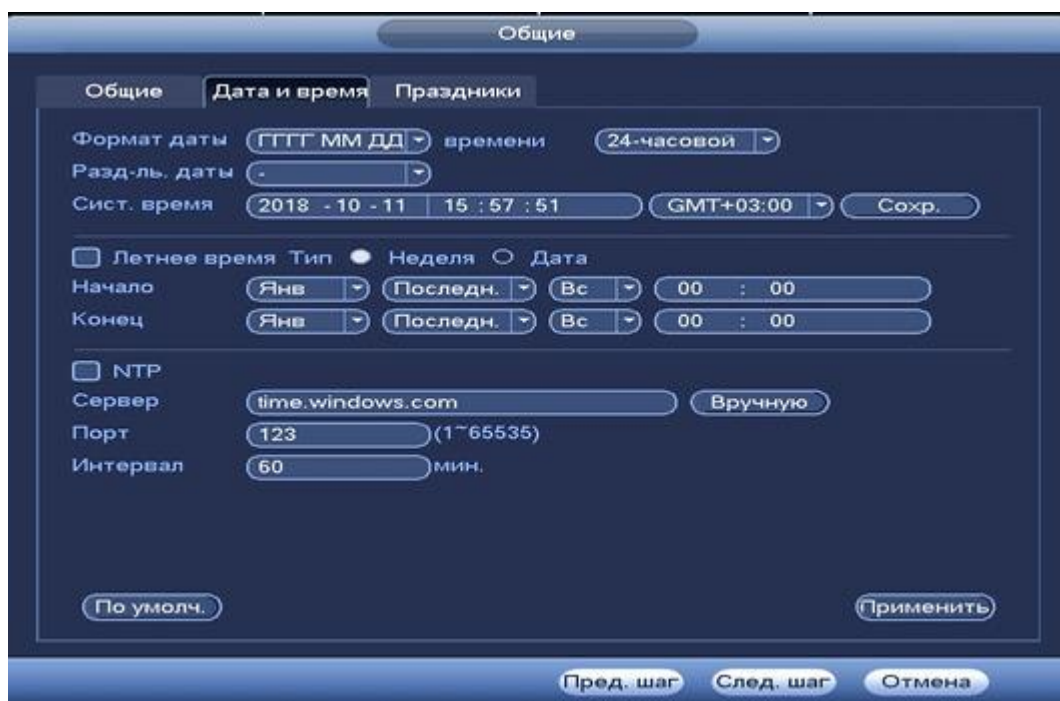 Общие
Общие Дата и время Праздники
Формат даты ГГГГ ММ ДД времени 24-часовой
Разд-ль. даты -
Сист. время 2018 - 10 - 11 15 : 57 : 51 GMT+03:00 Сохр.
Летнее время Тип Неделя Дата
Начало Янв Последн. Вс 00 : 00
Конец Янв Последн. Вс 00 : 00
NTP
Сервер time.windows.com Вручную
Порт 123 (1~65535)
Интервал 60 мин.
По умолч. Применить
Пред. шаг След. шаг Отмена